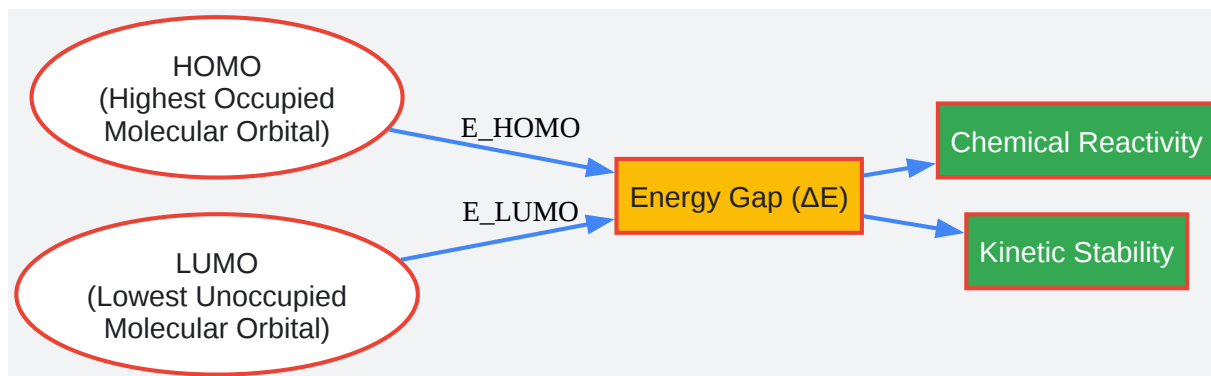 HOMO
(Highest Occupied
Molecular Orbital)
E_HOMO
LUMO
(Lowest Unoccupied
Molecular Orbital)
E_LUMO
Energy Gap (ΔE)
Chemical Reactivity
Kinetic Stability